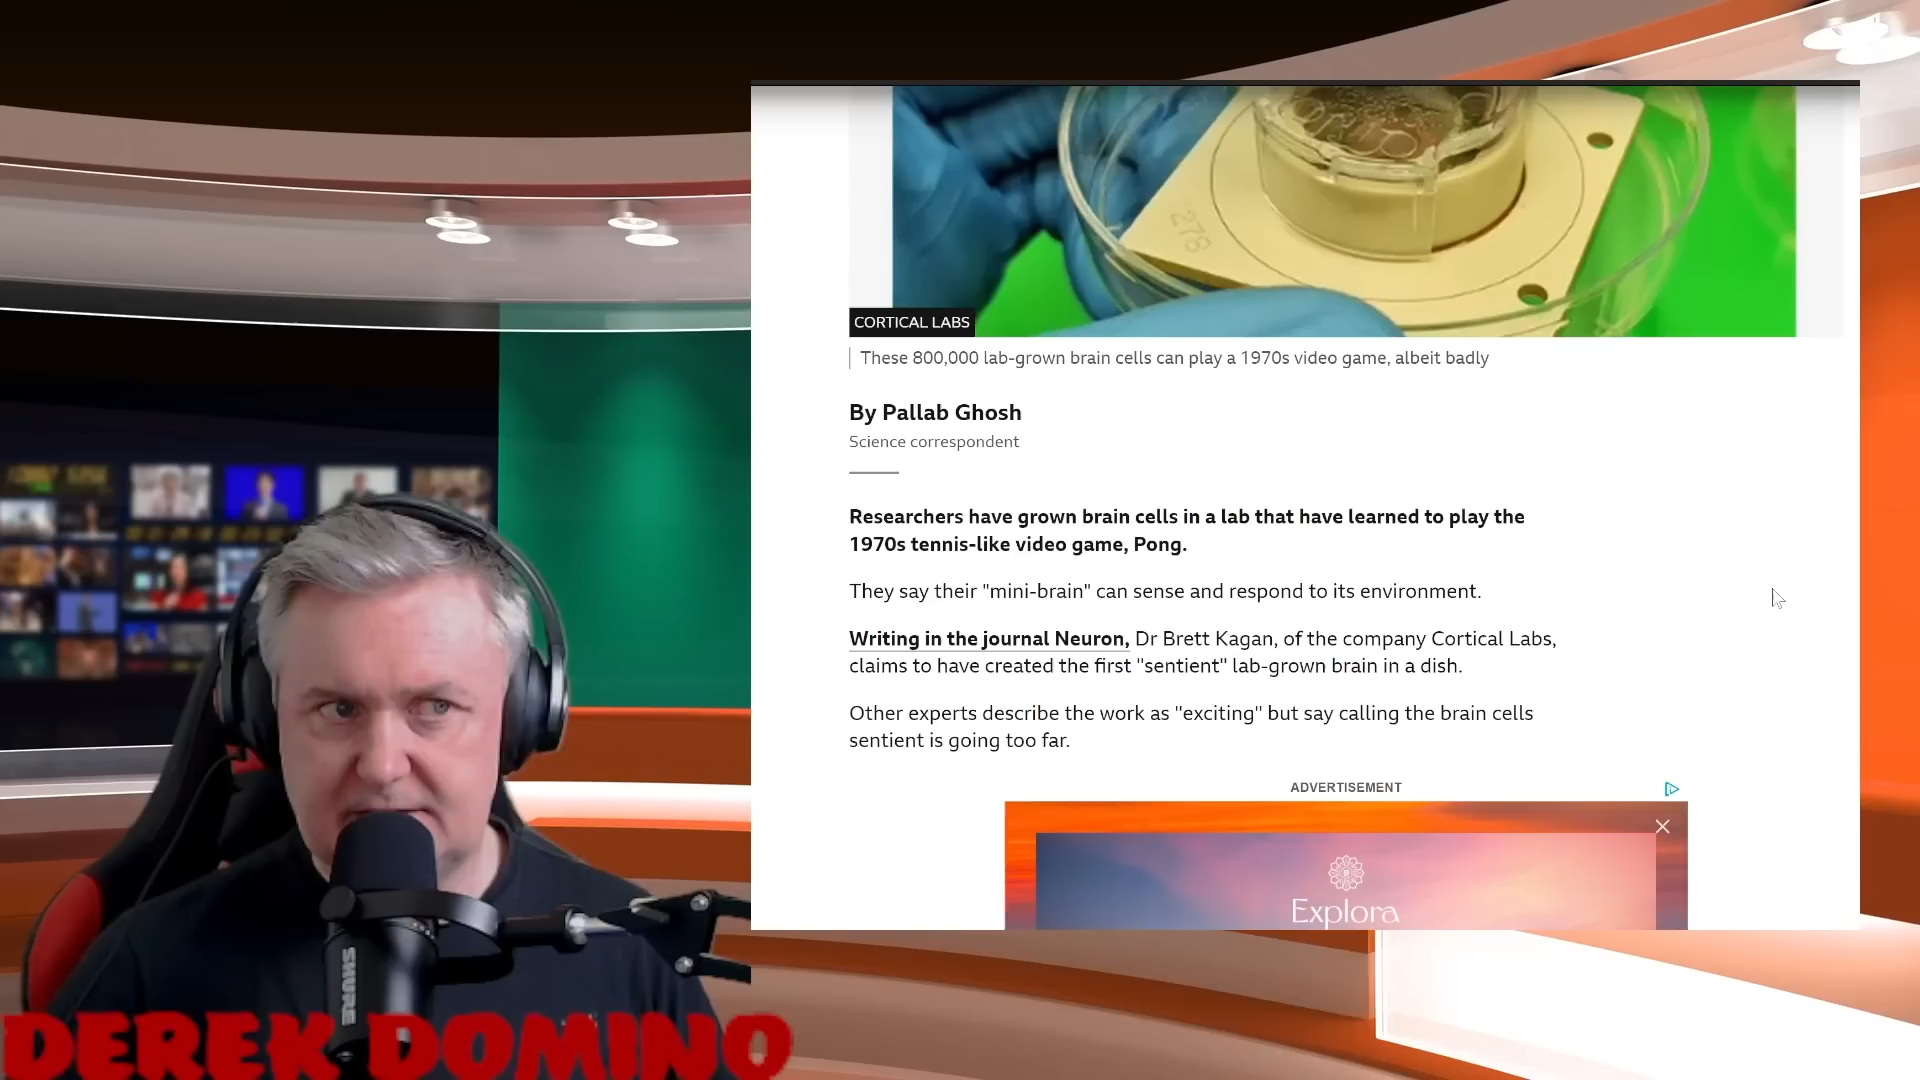 CORTICAL LABS
These 800,000 lab-grown brain cells can play a 1970s video game, albeit badly
By Pallab Ghosh
Science correspondent
Researchers have grown brain cells in a lab that have learned to play the
1970s tennis-like video game, Pong.
They say their "mini-brain" can sense and respond to its environment.
Writing in the journal Neuron, Dr Brett Kagan, of the company Cortical Labs,
claims to have created the first "sentient" lab-grown brain in a dish.
Other experts describe the work as "exciting" but say calling the brain cells
sentient is going too far.
ADVERTISEMENT
Explora
SHURE
DEREK DOMINO